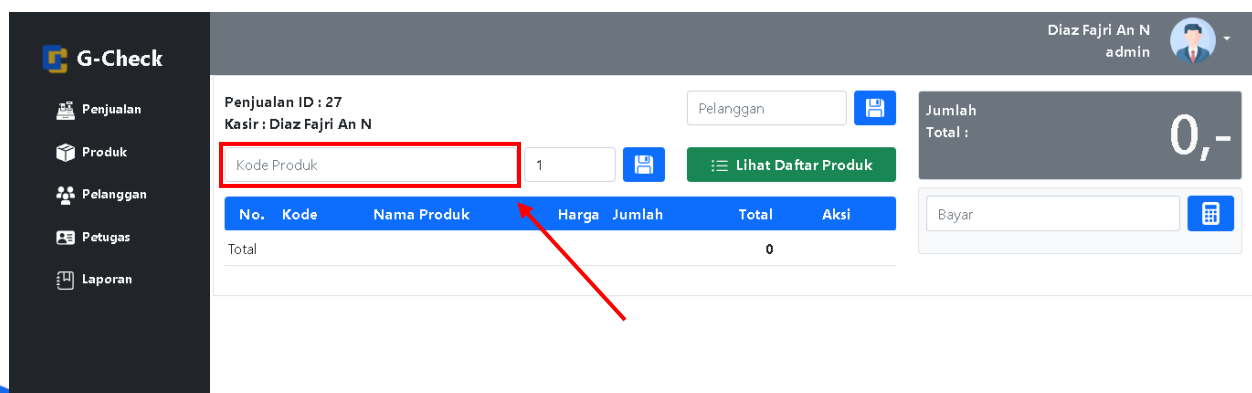 G-Check
Diaz Fajri An N
admin
Penjualan
Produk
Pelanggan
Petugas
Laporan
Penjualan ID : 27
Kasir : Diaz Fajri An N
Pelanggan
Kode Produk
1
Lihat Daftar Produk
No. Kode Nama Produk Harga Jumlah Total Aksi
Total 0
Jumlah
Total :
0,-
Bayar